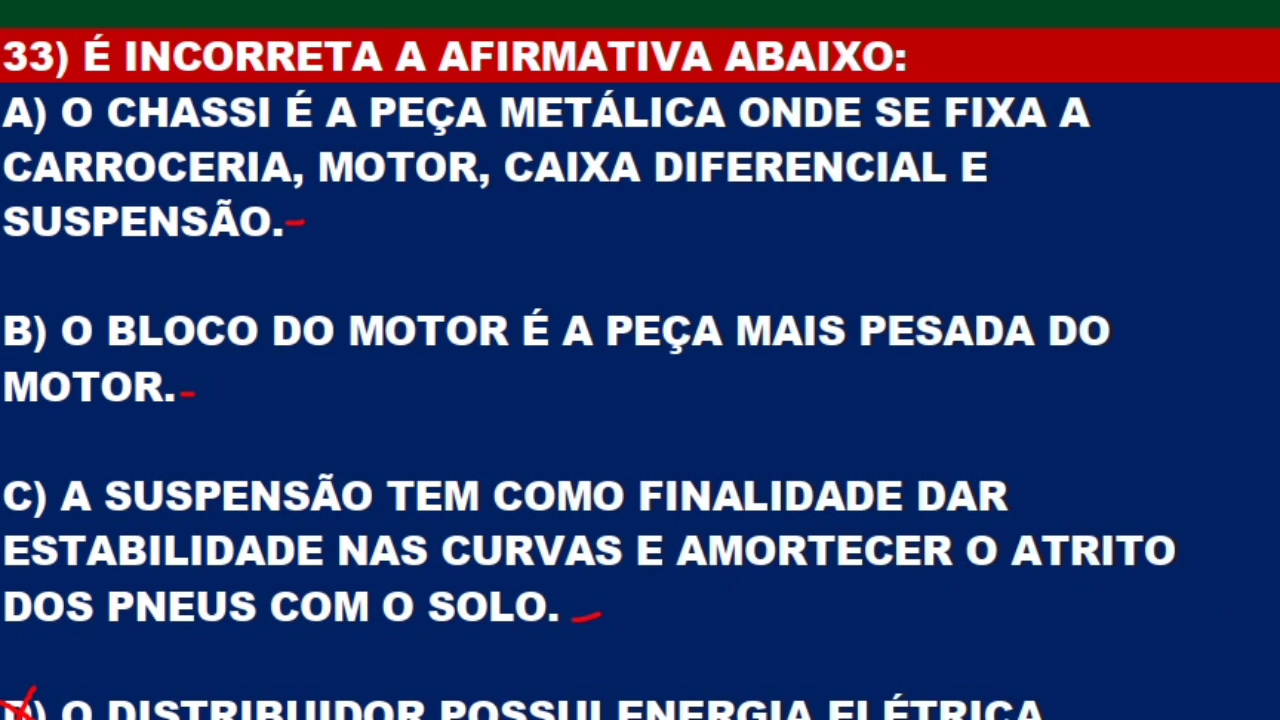 33) É INCORRETA A AFIRMATIVA ABAIXO:
A) O CHASSI É A PEÇA METÁLICA ONDE SE FIXA A
CARROCERIA, MOTOR, CAIXA DIFERENCIAL E
SUSPENSÃO.
B) O BLOCO DO MOTOR É A PEÇA MAIS PESADA DO
MOTOR.
C) A SUSPENSÃO TEM COMO FINALIDADE DAR
ESTABILIDADE NAS CURVAS E AMORTECER O ATRITO
DOS PNEUS COM O SOLO.
D) O DISTRIBUIDOR POSSUI ENERGIA ELÉTRICA